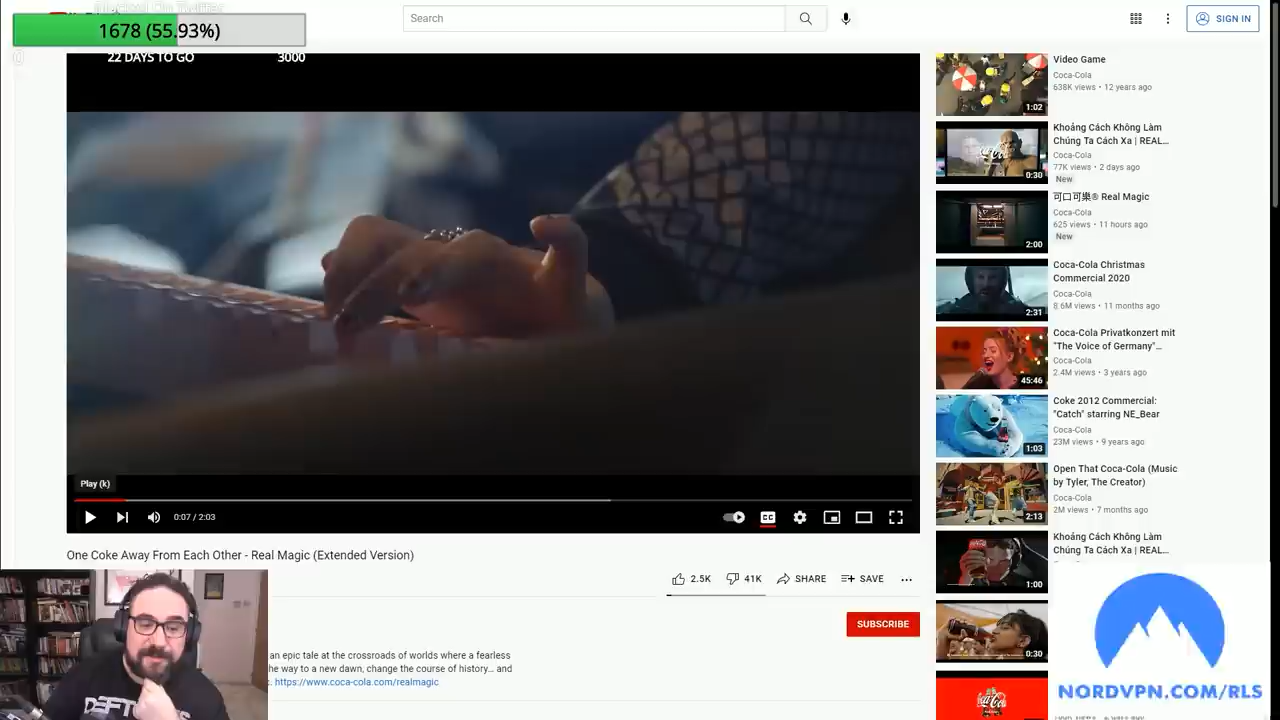 1678 (55.93%)
Search
SIGN IN
22 DAYS TO GO
3000
Play (k)
0:07 / 2:03
One Coke Away From Each Other - Real Magic (Extended Version)
2.5K
41K
SHARE
SAVE
SUBSCRIBE
an epic tale at the crossroads of worlds where a fearless
he way to a new dawn, change the course of history... and
https://www.coca-cola.com/realmagic
Video Game
Coca-Cola
638K views • 12 years ago
1:02
Khoảng Cách Không Làm
Chúng Ta Cách Xa | REAL…
Coca-Cola
77K views • 2 days ago
New
0:30
可口可樂® Real Magic
Coca-Cola
625 views • 11 hours ago
New
2:00
Coca-Cola Christmas
Commercial 2020
Coca-Cola
8.6M views • 11 months ago
2:31
Coca-Cola Privatkonzert mit
"The Voice of Germany"…
Coca-Cola
2.4M views • 3 years ago
45:46
Coke 2012 Commercial:
"Catch" starring NE_Bear
Coca-Cola
23M views • 9 years ago
1:03
Open That Coca-Cola (Music
by Tyler, The Creator)
Coca-Cola
2M views • 7 months ago
2:13
Khoảng Cách Không Làm
Chúng Ta Cách Xa | REAL…
1:00
0:30
NORDVPN.COM/RLS